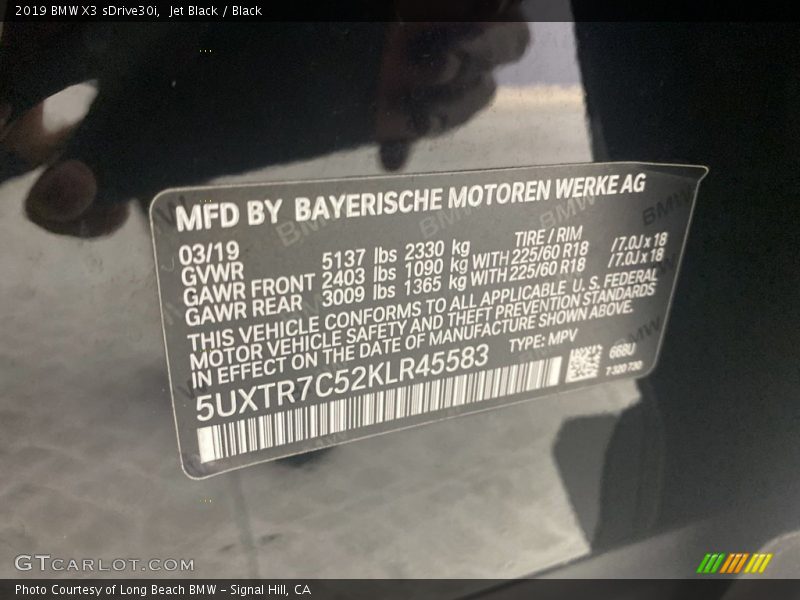 2019 BMW X3 sDrive30i,  Jet Black / Black
MFD BY BAYERISCHE MOTOREN WERKE AG
03/19 TIRE / RIM
GVWR 5137 lbs 2330 kg
GAWR FRONT 2403 lbs 1090 kg WITH 225/60 R18 /7.0J x 18
GAWR REAR 3009 lbs 1365 kg WITH 225/60 R18 /7.0J x 18
THIS VEHICLE CONFORMS TO ALL APPLICABLE U. S. FEDERAL
MOTOR VEHICLE SAFETY AND THEFT PREVENTION STANDARDS
IN EFFECT ON THE DATE OF MANUFACTURE SHOWN ABOVE.
5UXTR7C52KLR45583 TYPE: MPV
668U
7 320 730
GTCARLOT.COM
Photo Courtesy of Long Beach BMW - Signal Hill, CA